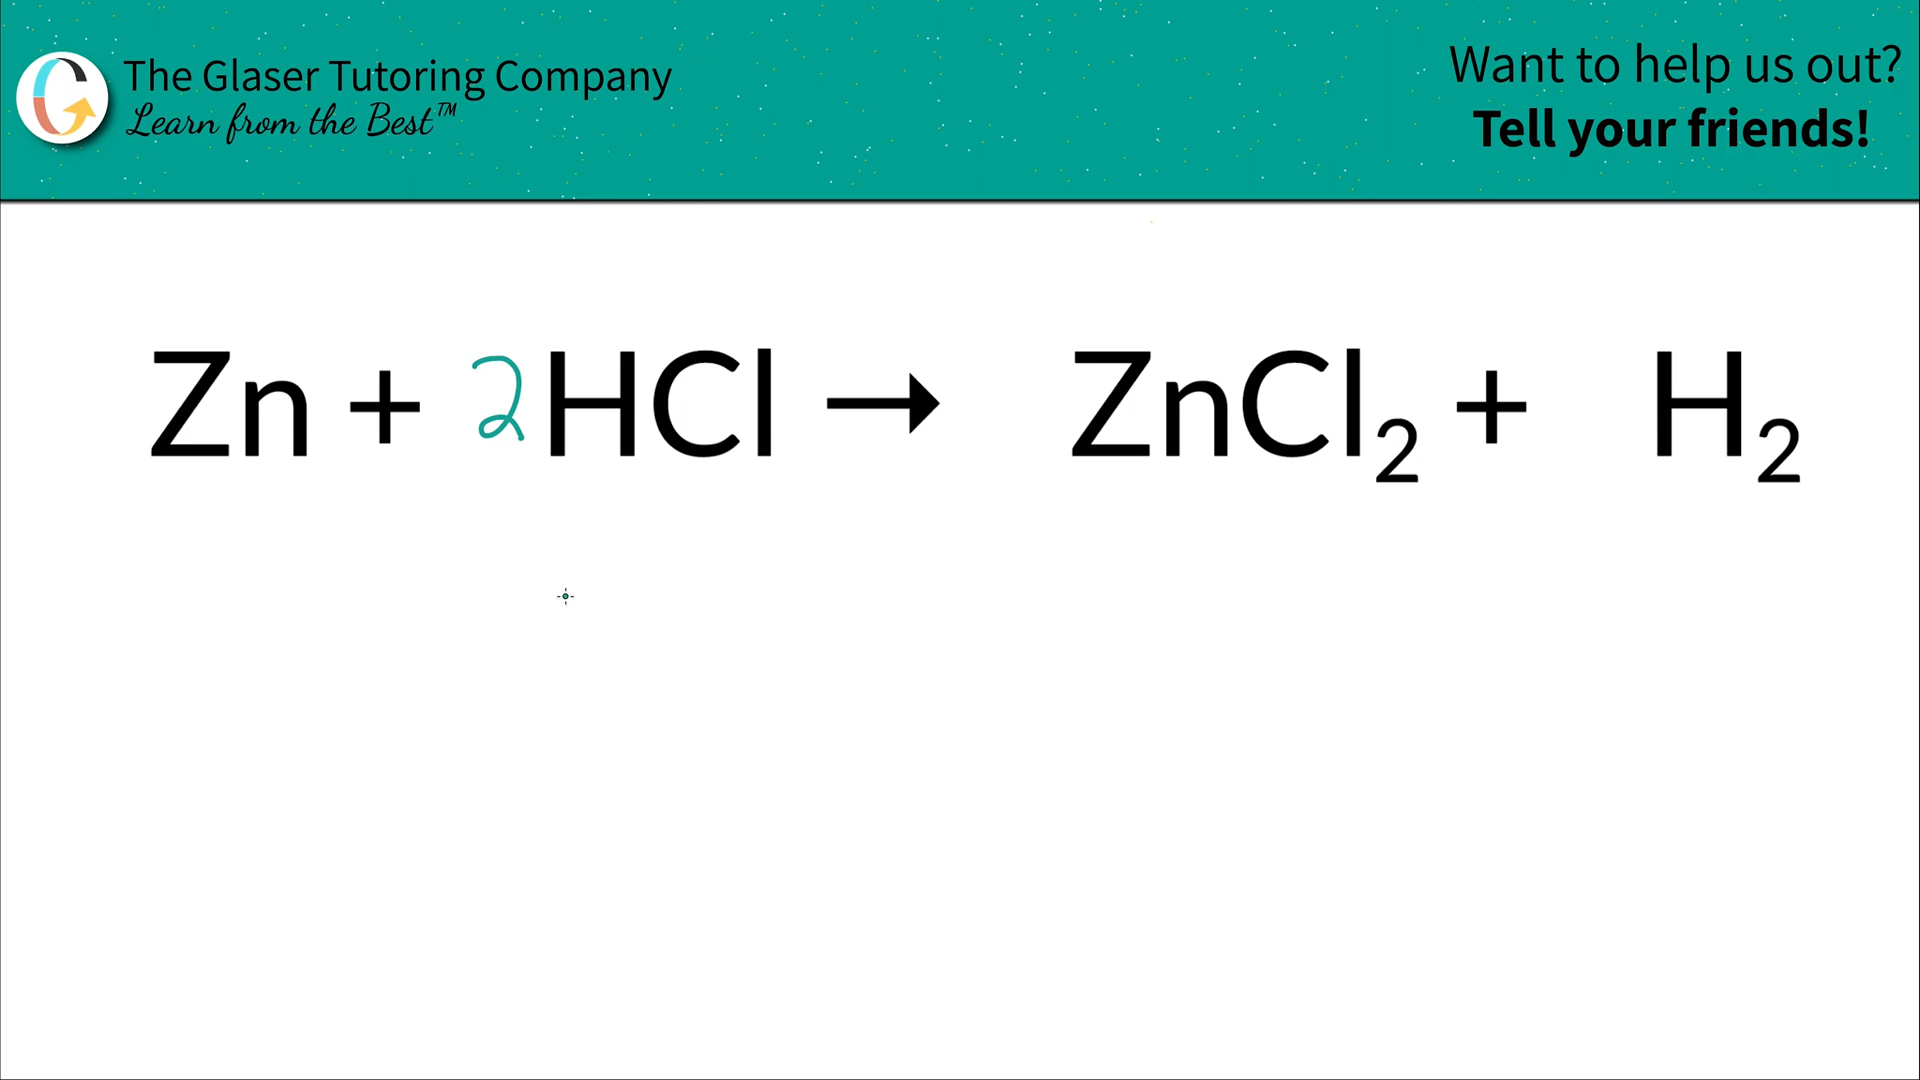 The Glaser Tutoring Company
Learn from the Best™
Want to help us out?
Tell your friends!
Zn + 2HCl → ZnCl₂ + H₂